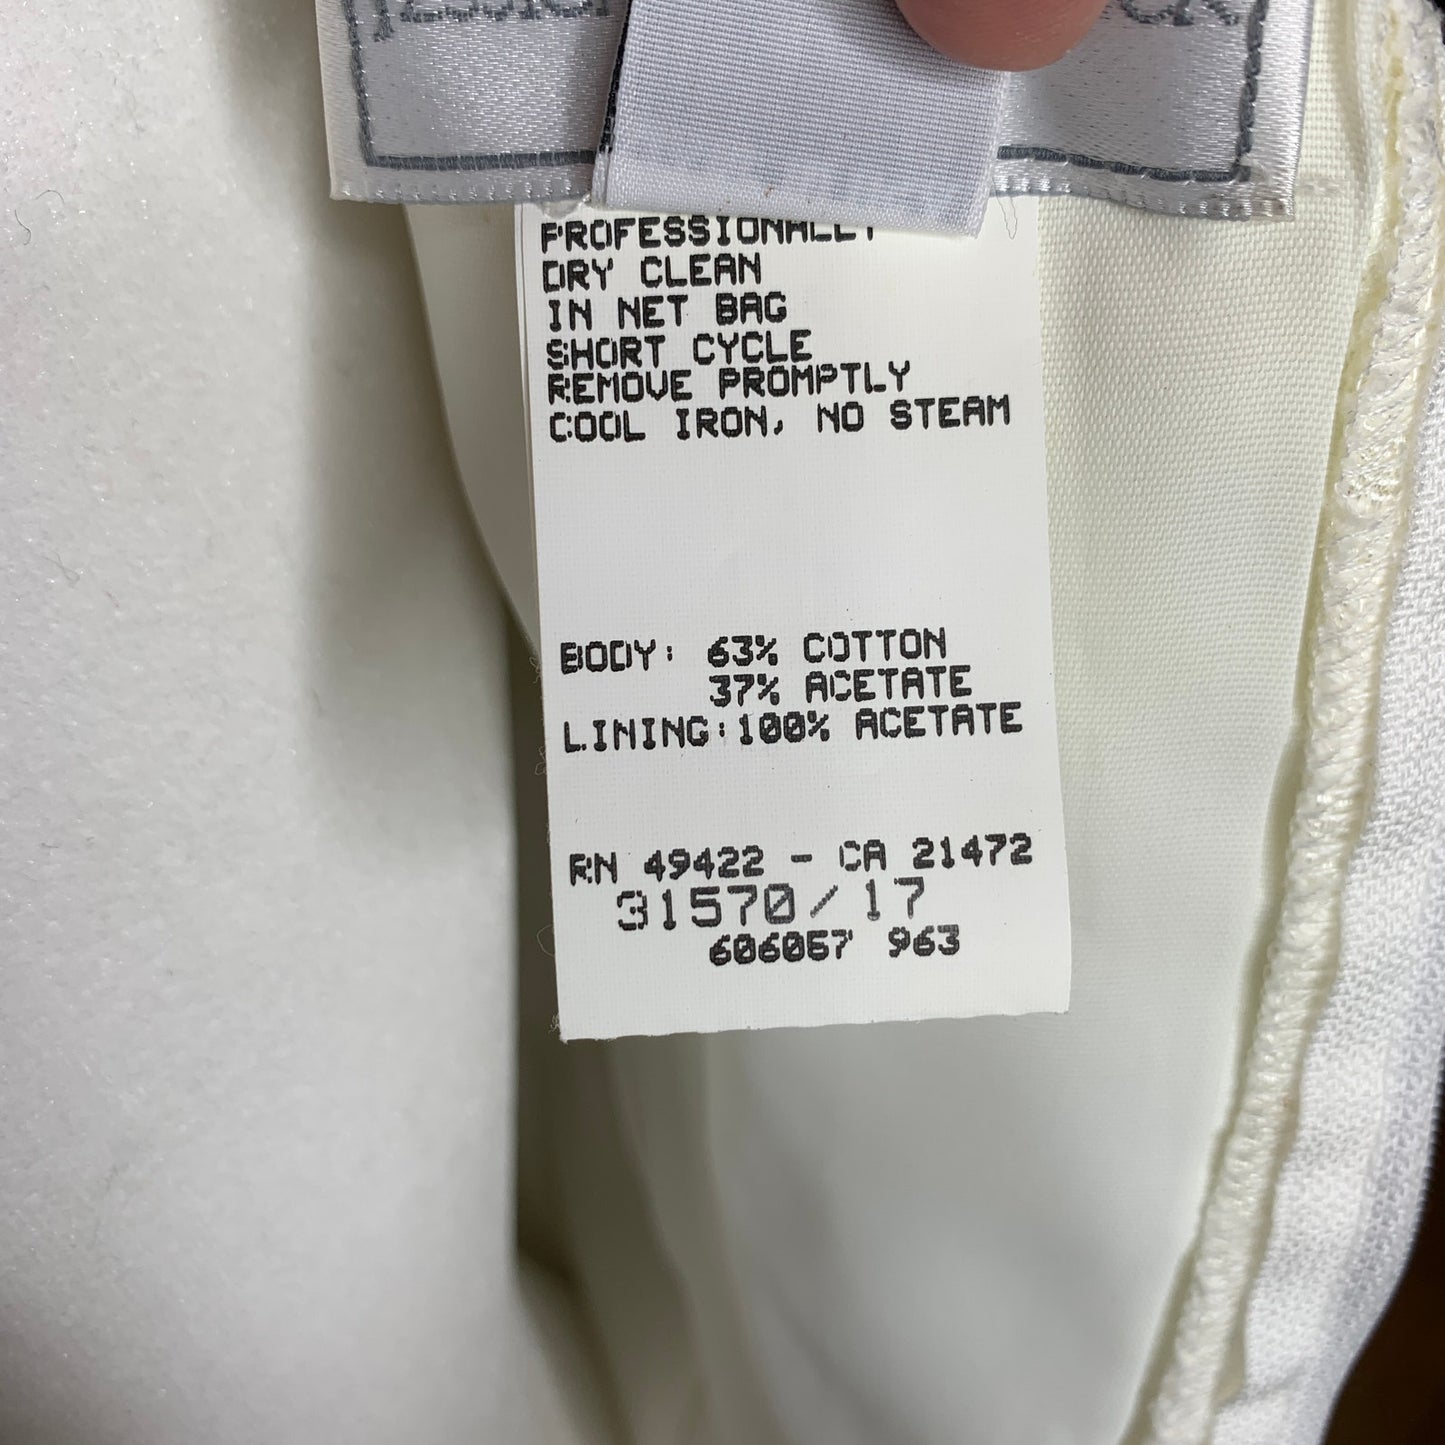 PROFESSIONALLY
DRY CLEAN
IN NET BAG
SHORT CYCLE
REMOVE PROMPTLY
COOL IRON, NO STEAM
BODY: 63% COTTON
37% ACETATE
LINING:100% ACETATE
RN 49422 - CA 21472
31570/17
606067 963